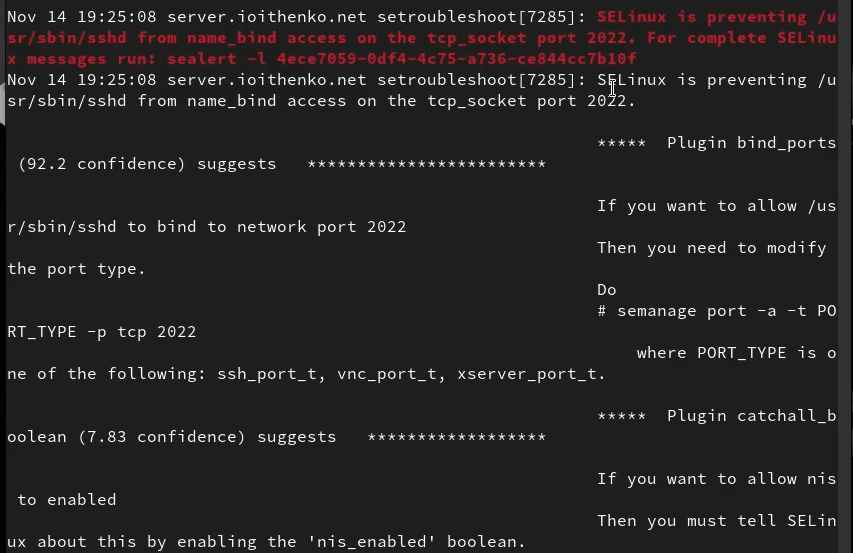 Nov 14 19:25:08 server.ioithenko.net setroubleshoot[7285]: SELinux is preventing /u
sr/sbin/sshd from name_bind access on the tcp_socket port 2022. For complete SELinu
x messages run: sealert -l 4ece7059-0df4-4c75-a736-ce844cc7b10f
Nov 14 19:25:08 server.ioithenko.net setroubleshoot[7285]: SELinux is preventing /u
sr/sbin/sshd from name_bind access on the tcp_socket port 2022.
***** Plugin bind_ports
(92.2 confidence) suggests ************************
If you want to allow /us
r/sbin/sshd to bind to network port 2022
Then you need to modify
the port type.
Do
# semanage port -a -t PO
RT_TYPE -p tcp 2022
where PORT_TYPE is o
ne of the following: ssh_port_t, vnc_port_t, xserver_port_t.
***** Plugin catchall_b
oolean (7.83 confidence) suggests ******************
If you want to allow nis
to enabled
Then you must tell SELin
ux about this by enabling the 'nis_enabled' boolean.